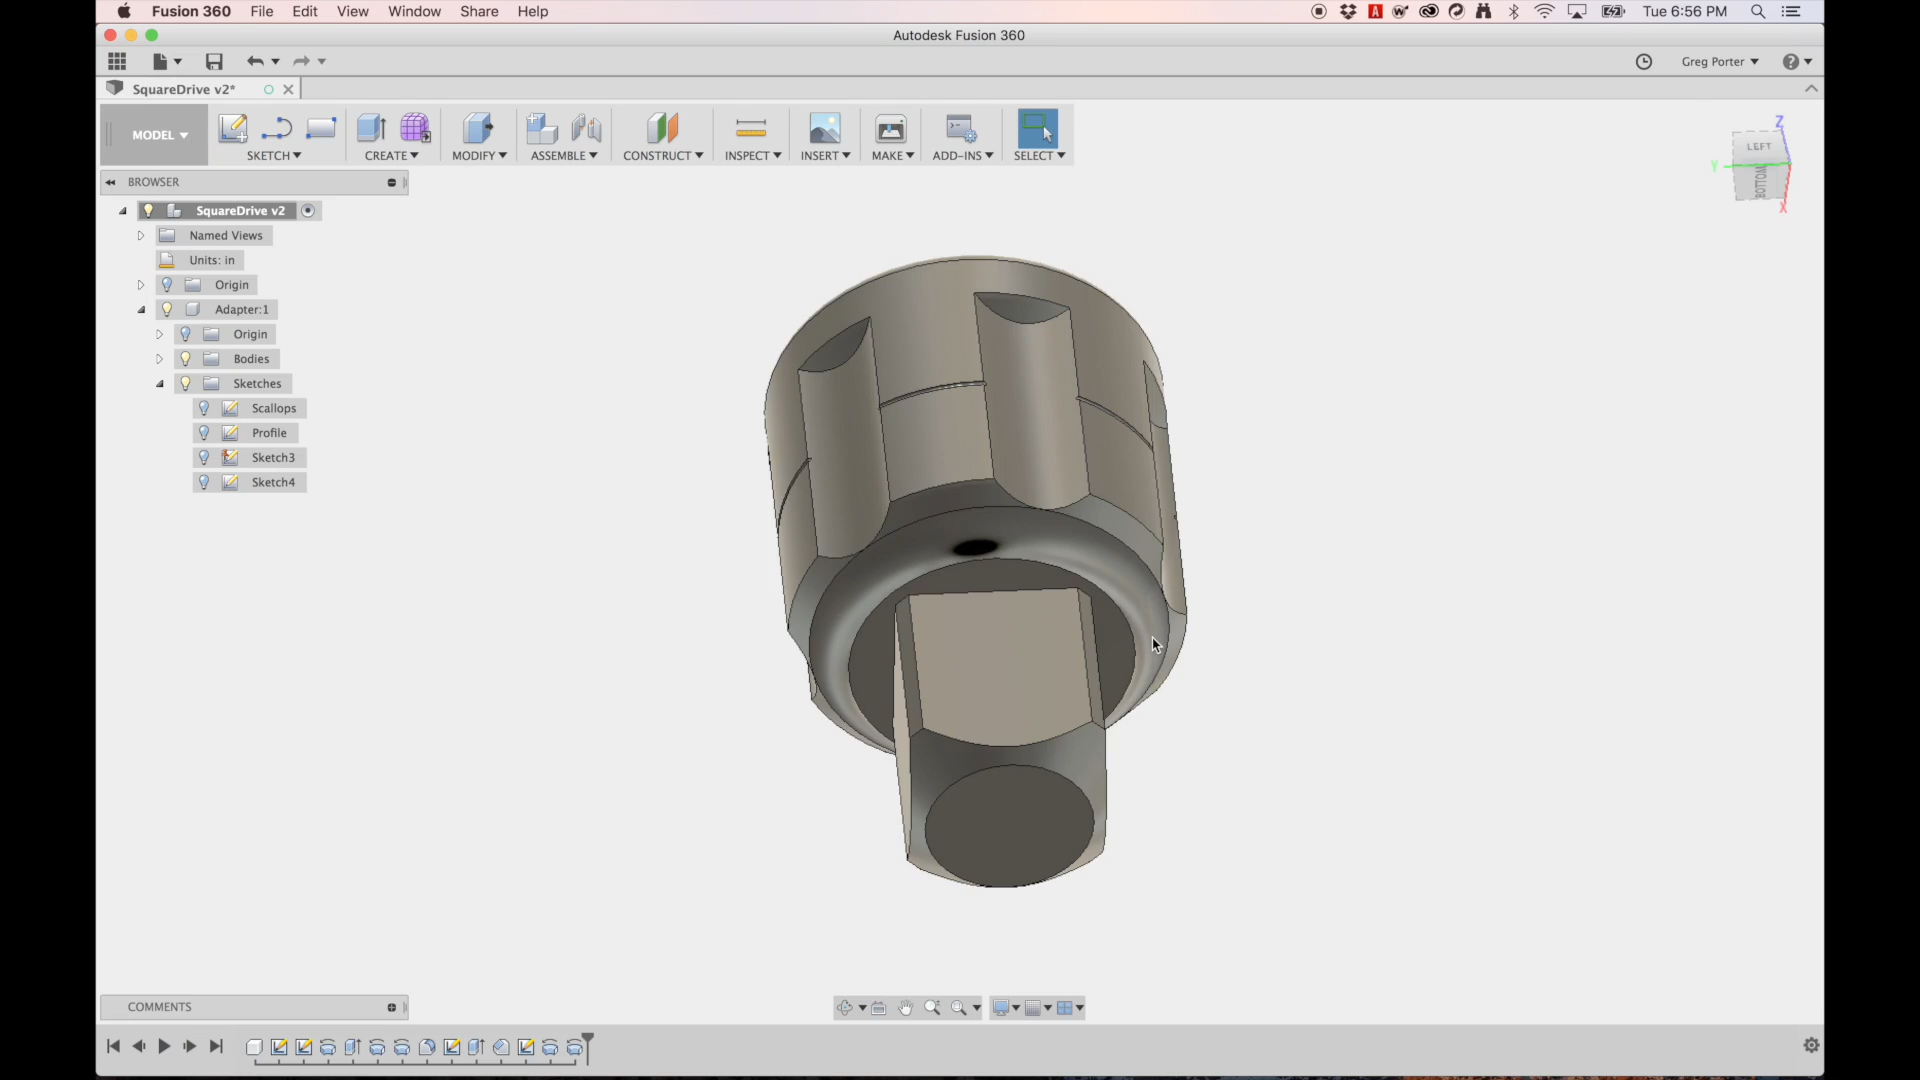 Fusion 360 File Edit View Window Share Help Tue 6:56 PM
Autodesk Fusion 360
Greg Porter
SquareDrive v2*
MODEL
SKETCH CREATE MODIFY ASSEMBLE CONSTRUCT INSPECT INSERT MAKE ADD-INS SELECT
BROWSER
SquareDrive v2
Named Views
Units: in
Origin
Adapter:1
Origin
Bodies
Sketches
Scallops
Profile
Sketch3
Sketch4
Z
LEFT
Y
BOTTOM
X
COMMENTS